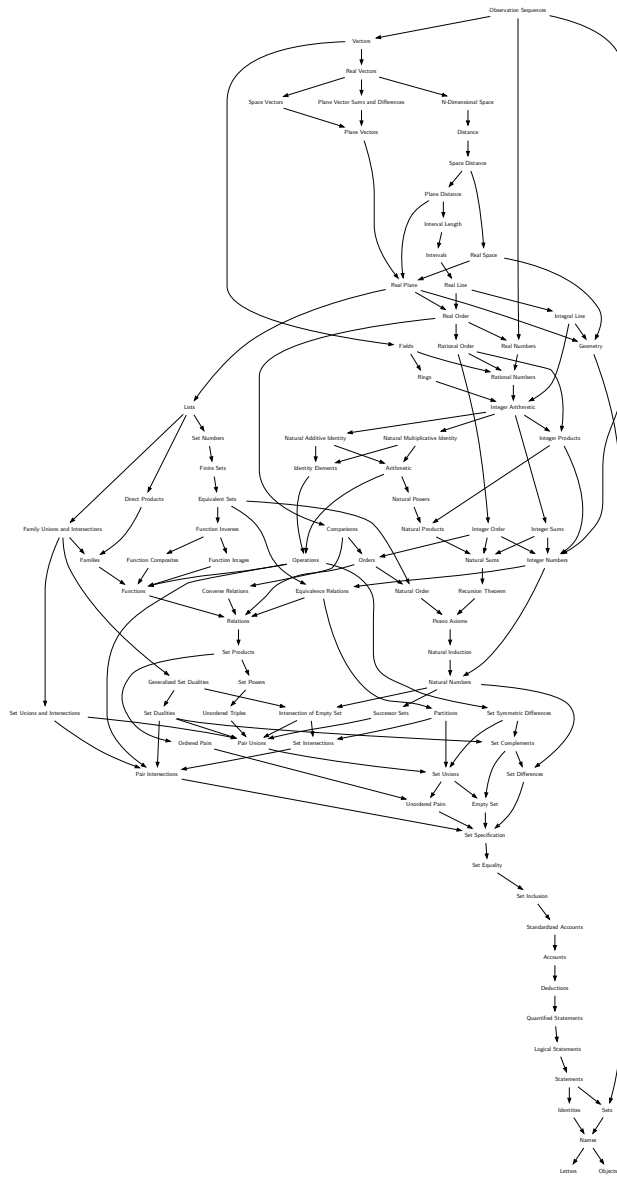 Observation Sequences
Vectors
Real Vectors
Space Vectors
Plane Vector Sums and Differences
N-Dimensional Space
Plane Vectors
Distance
Space Distance
Plane Distance
Interval Length
Intervals
Real Space
Real Plane
Real Line
Real Order
Integral Line
Fields
Rational Order
Real Numbers
Geometry
Rings
Rational Numbers
Lists
Integer Arithmetic
Set Numbers
Natural Additive Identity
Natural Multiplicative Identity
Integer Products
Finite Sets
Identity Elements
Arithmetic
Direct Products
Equivalent Sets
Natural Powers
Family Unions and Intersections
Function Inverses
Comparisons
Natural Products
Integer Order
Integer Sums
Families
Function Composites
Function Images
Operations
Orders
Natural Sums
Integer Numbers
Functions
Converse Relations
Equivalence Relations
Natural Order
Recursion Theorem
Relations
Peano Axioms
Set Products
Natural Induction
Generalized Set Dualities
Set Powers
Natural Numbers
Set Unions and Intersections
Set Dualities
Unordered Triples
Intersection of Empty Set
Successor Sets
Partitions
Set Symmetric Differences
Ordered Pairs
Pair Unions
Set Intersections
Set Complements
Pair Intersections
Set Unions
Set Differences
Unordered Pairs
Empty Set
Set Specification
Set Equality
Set Inclusion
Standardized Accounts
Accounts
Deductions
Quantified Statements
Logical Statements
Statements
Identities
Sets
Names
Letters
Objects